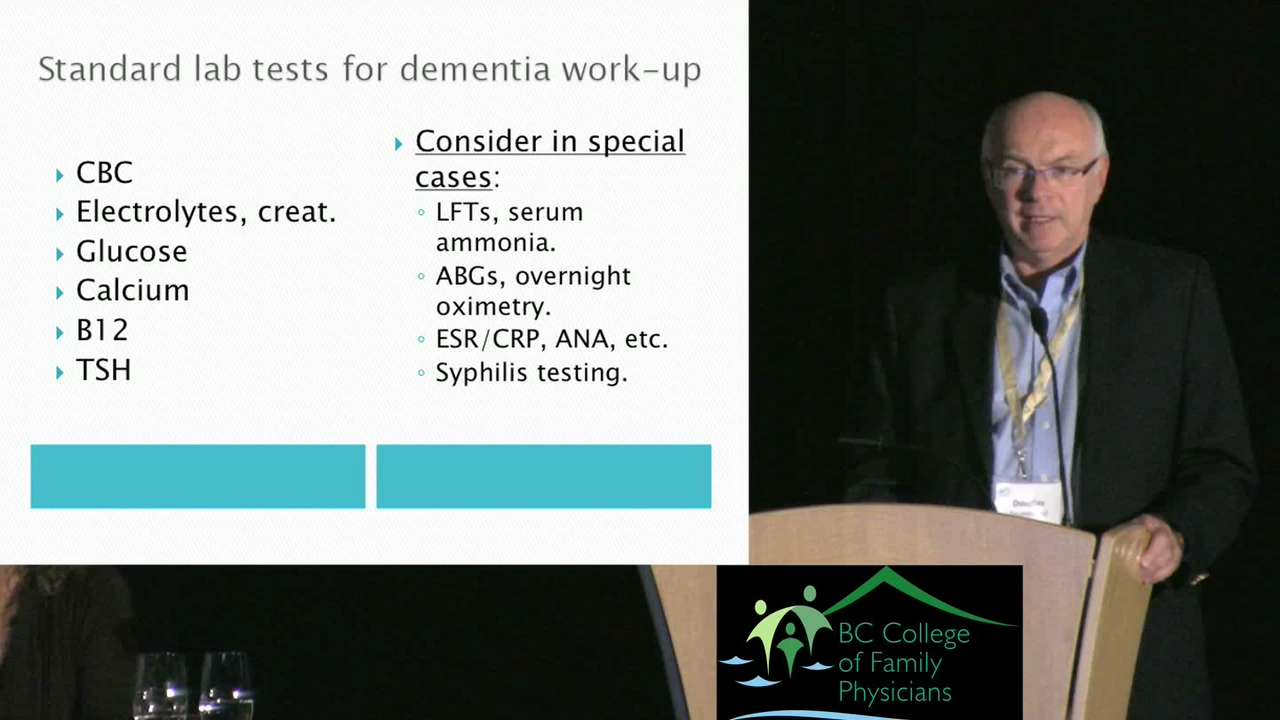 Standard lab tests for dementia work-up
CBC
Electrolytes, creat.
Glucose
Calcium
B12
TSH
Consider in special
cases:
LFTs, serum
ammonia.
ABGs, overnight
oximetry.
ESR/CRP, ANA, etc.
Syphilis testing.
BC College
of Family
Physicians